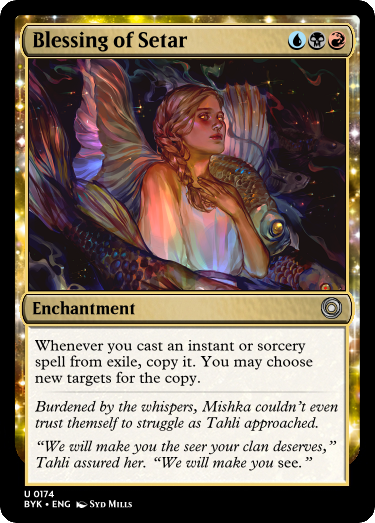 Blessing of Setar
Enchantment
Whenever you cast an instant or sorcery
spell from exile, copy it. You may choose
new targets for the copy.
Burdened by the whispers, Mishka couldn't even
trust themself to struggle as Tahli approached.
"We will make you the seer your clan deserves,"
Tahli assured her. "We will make you see."
U 0174
BYK • ENG Syd Mills